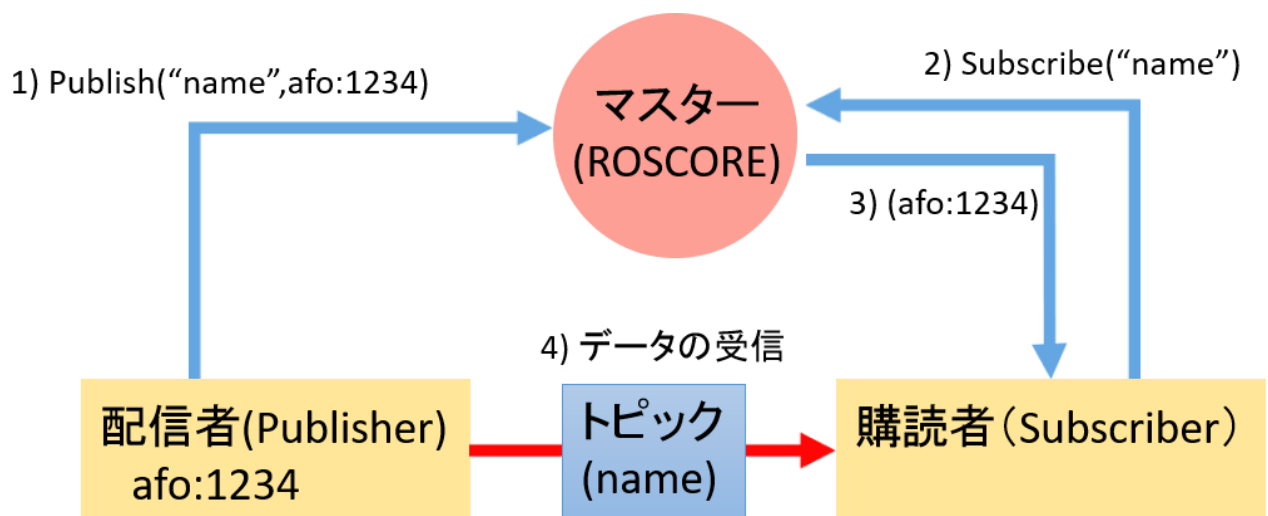 1) Publish(“name”,afo:1234)
マスター
(ROSCORE)
2) Subscribe(“name”)
3) (afo:1234)
4) データの受信
配信者(Publisher)
afo:1234
トピック
(name)
購読者（Subscriber）